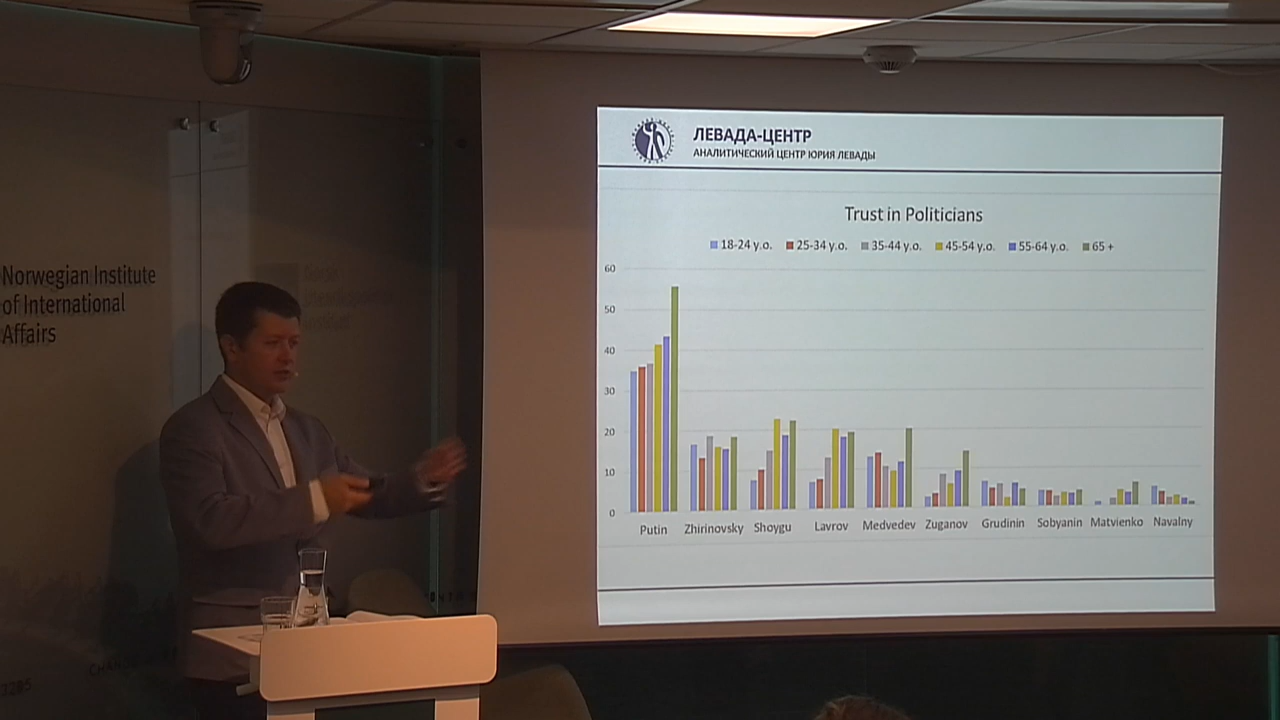 Norwegian Institute
of International
Affairs
ЛЕВАДА-ЦЕНТР
АНАЛИТИЧЕСКИЙ ЦЕНТР ЮРИЯ ЛЕВАДЫ
Trust in Politicians
18-24 y.o. 25-34 y.o. 35-44 y.o. 45-54 y.o. 55-64 y.o. 65 +
60
50
40
30
20
10
0
Putin Zhirinovsky Shoygu Lavrov Medvedev Zuganov Grudinin Sobyanin Matvienko Navalny